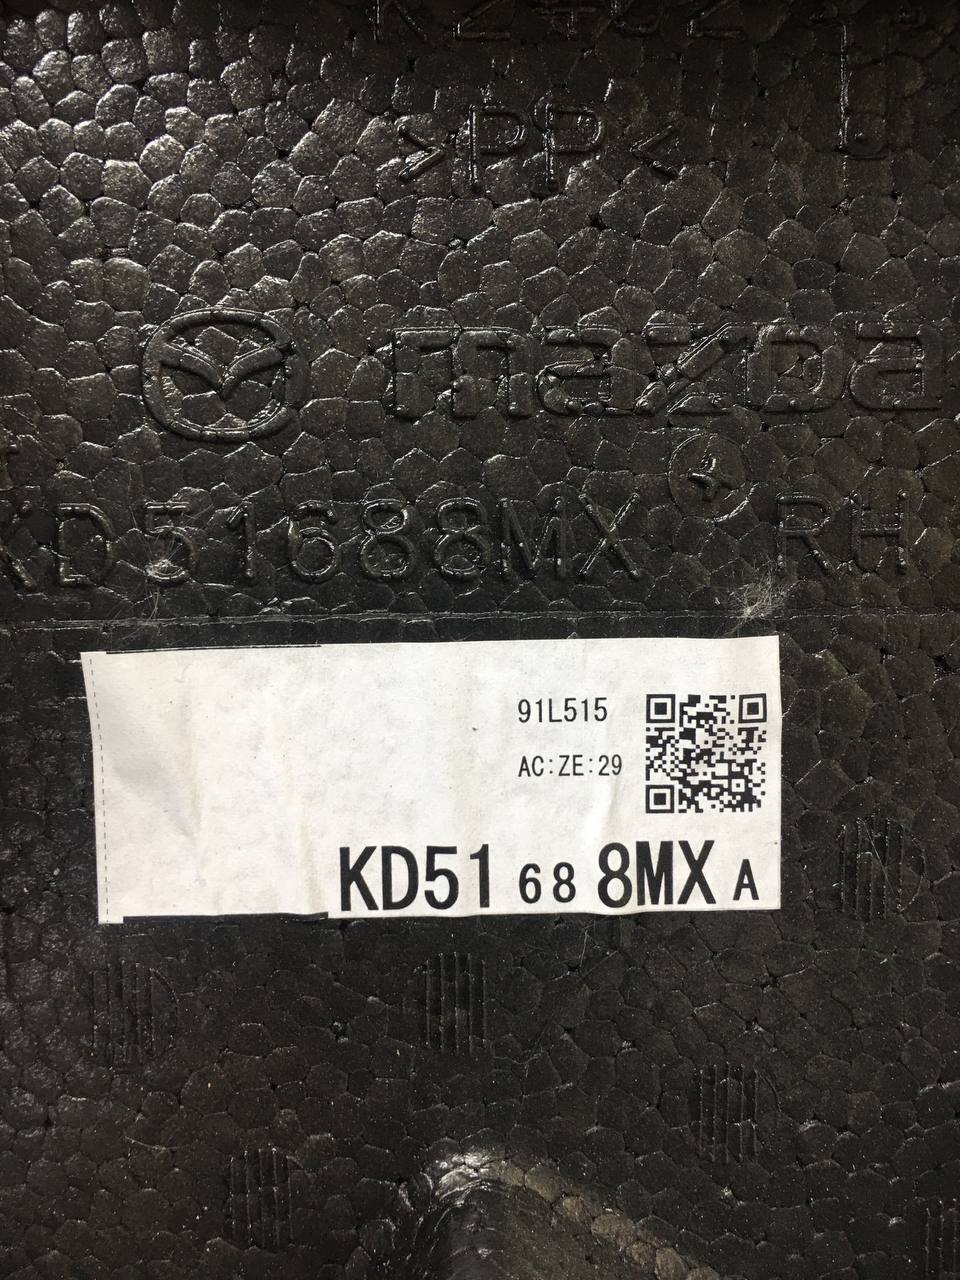 >PP<
mazda
KD51688MX RH
91L515
AC:ZE:29
KD51 68 8MX A